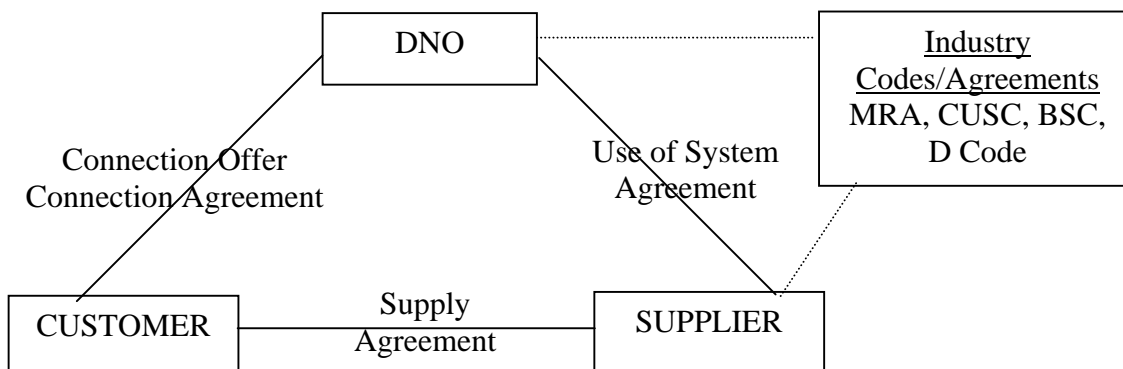 DNO
Industry
Codes/Agreements
MRA, CUSC, BSC,
D Code
Connection Offer
Connection Agreement
Use of System
Agreement
CUSTOMER
Supply
Agreement
SUPPLIER